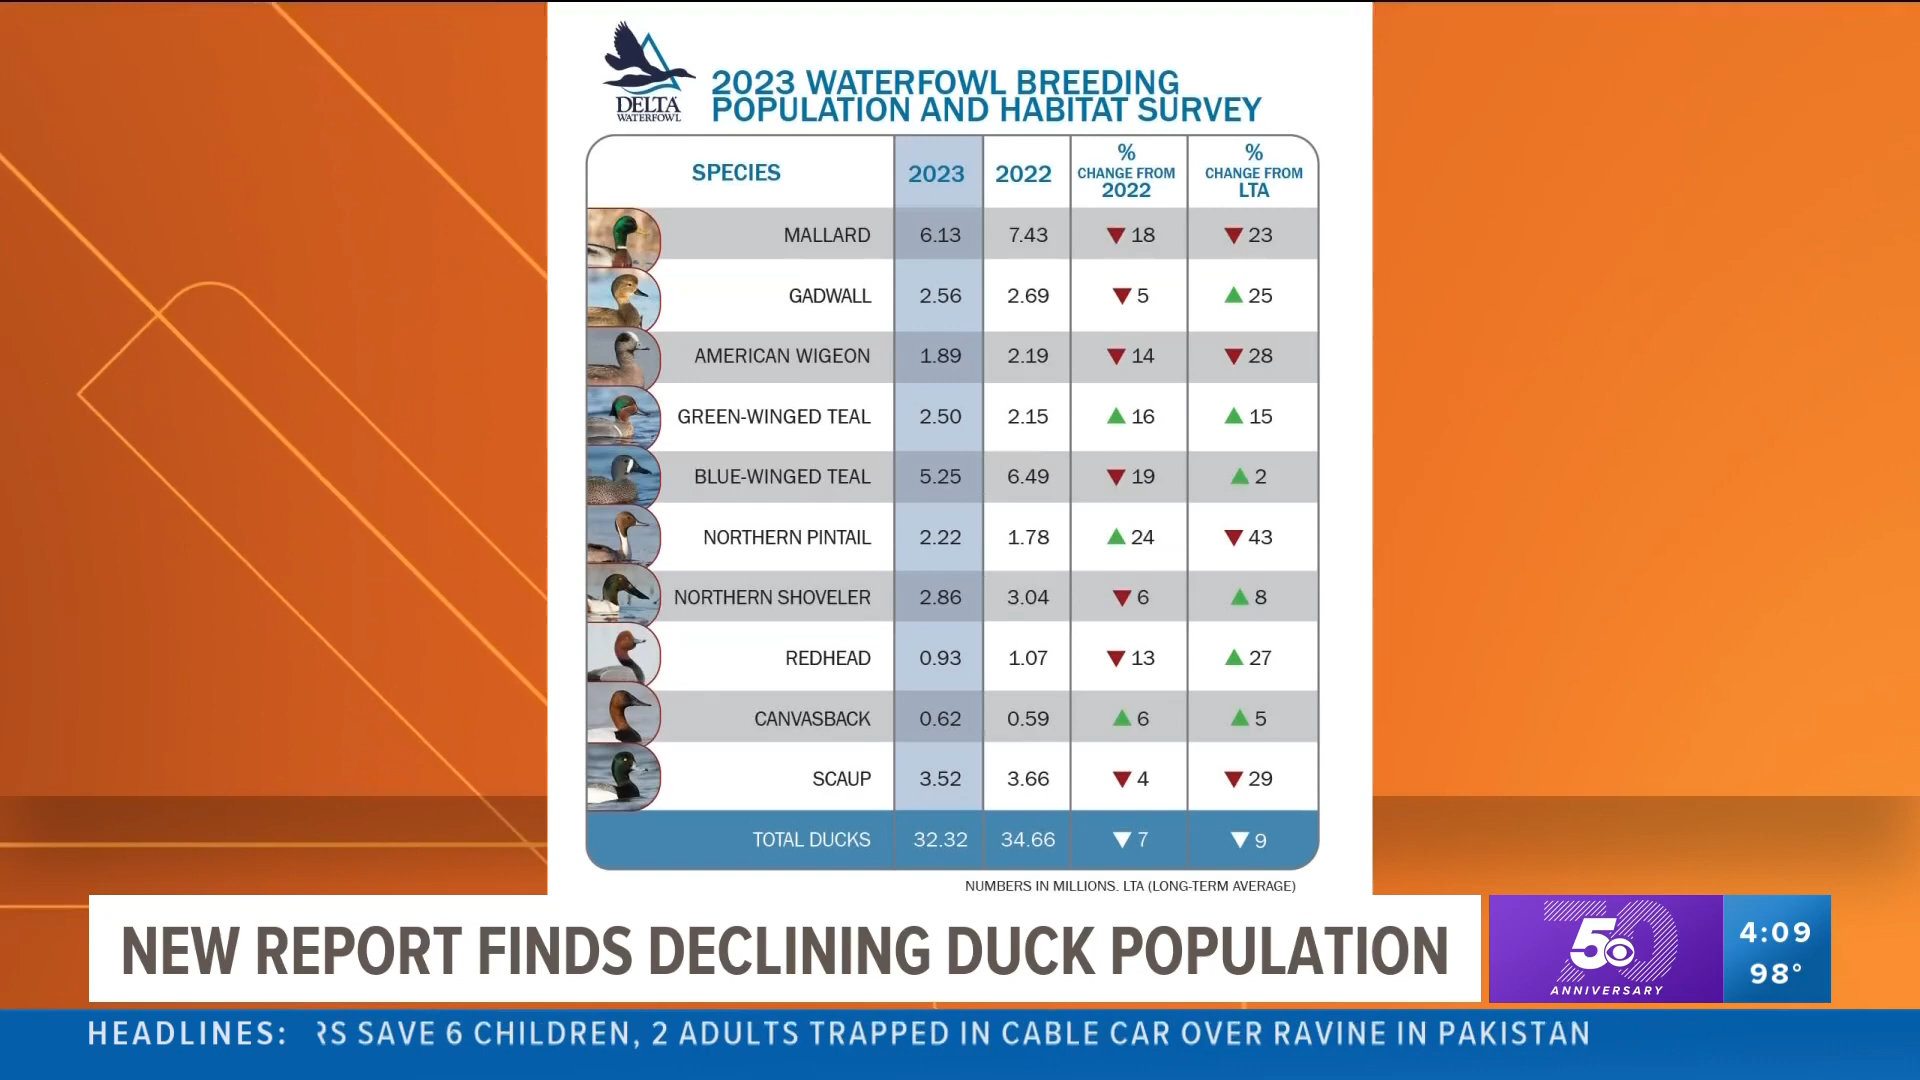 DELTA
WATERFOWL
2023 WATERFOWL BREEDING
POPULATION AND HABITAT SURVEY
SPECIES 2023 2022 % CHANGE FROM 2022 % CHANGE FROM LTA
MALLARD 6.13 7.43 ▼ 18 ▼ 23
GADWALL 2.56 2.69 ▼ 5 ▲ 25
AMERICAN WIGEON 1.89 2.19 ▼ 14 ▼ 28
GREEN-WINGED TEAL 2.50 2.15 ▲ 16 ▲ 15
BLUE-WINGED TEAL 5.25 6.49 ▼ 19 ▲ 2
NORTHERN PINTAIL 2.22 1.78 ▲ 24 ▼ 43
NORTHERN SHOVELER 2.86 3.04 ▼ 6 ▲ 8
REDHEAD 0.93 1.07 ▼ 13 ▲ 27
CANVASBACK 0.62 0.59 ▲ 6 ▲ 5
SCAUP 3.52 3.66 ▼ 4 ▼ 29
TOTAL DUCKS 32.32 34.66 ▼ 7 ▼ 9
NUMBERS IN MILLIONS. LTA (LONG-TERM AVERAGE)
NEW REPORT FINDS DECLINING DUCK POPULATION
70
5
ANNIVERSARY
4:09
98°
HEADLINES: RS SAVE 6 CHILDREN, 2 ADULTS TRAPPED IN CABLE CAR OVER RAVINE IN PAKISTAN